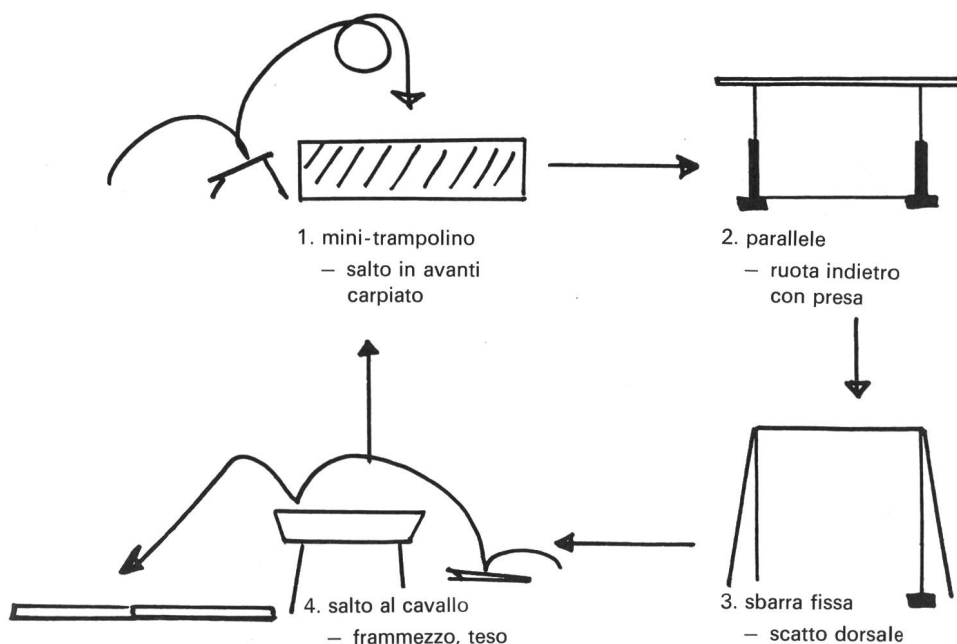 1. mini-trampolino
– salto in avanti
carpiato
2. parallele
– ruota indietro
con presa
3. sbarra fissa
– scatto dorsale
4. salto al cavallo
– frammezzo, teso